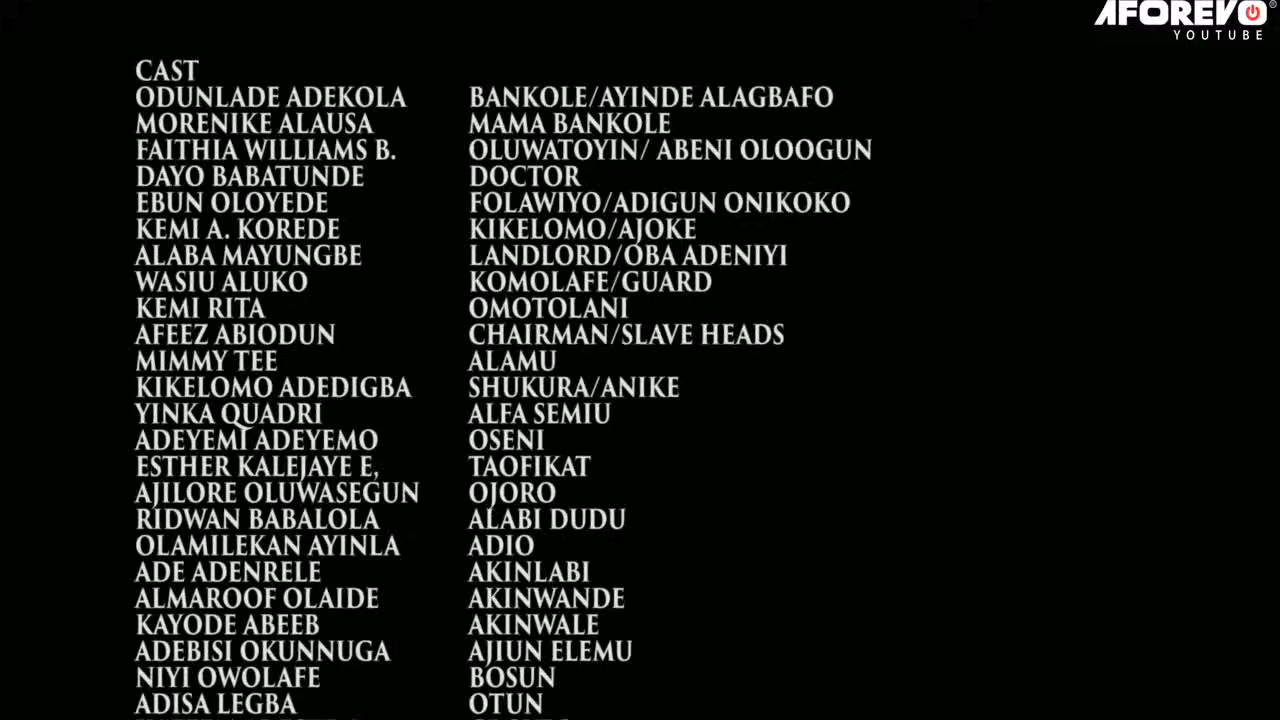 AFOREVO
YOUTUBE
CAST
ODUNLADE ADEKOLA BANKOLE/AYINDE ALAGBAFO
MORENIKE ALAUSA MAMA BANKOLE
FAITHIA WILLIAMS B. OLUWATOYIN/ ABENI OLOOGUN
DAYO BABATUNDE DOCTOR
EBUN OLOYEDE FOLAWIYO/ADIGUN ONIKOKO
KEMI A. KOREDE KIKELOMO/AJOKE
ALABA MAYUNGBE LANDLORD/OBA ADENIYI
WASIU ALUKO KOMOLAFE/GUARD
KEMI RITA OMOTOLANI
AFEEZ ABIODUN CHAIRMAN/SLAVE HEADS
MIMMY TEE ALAMU
KIKELOMO ADEDIGBA SHUKURA/ANIKE
YINKA QUADRI ALFA SEMIU
ADEYEMI ADEYEMO OSENI
ESTHER KALEJAYE E, TAOFIKAT
AJILORE OLUWASEGUN OJORO
RIDWAN BABALOLA ALABI DUDU
OLAMILEKAN AYINLA ADIO
ADE ADENRELE AKINLABI
ALMAROOF OLAIDE AKINWANDE
KAYODE ABEEB AKINWALE
ADEBISI OKUNNUGA AJIUN ELEMU
NIYI OWOLAFE BOSUN
ADISA LEGBA OTUN